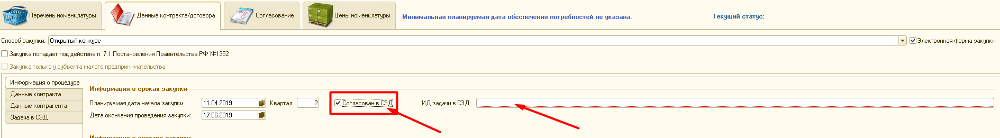 Перечень номенклатуры
Данные контракта/договора
Согласование
Цены номенклатуры
Минимальная планируемая дата обеспечения потребностей не указана.
Текущий статус:
Способ закупки: Открытый конкурс
Электронная форма закупки
Закупка попадает под действие п. 7.1 Постановления Правительства РФ №1352
Закупка только у субъекта малого предпринимательства
Информация о процедуре
Данные контракта
Данные контрагента
Задача в СЭД
Информация о сроках закупки
Планируемая дата начала закупки: 11.04.2019 Квартал: 2 Согласован в СЭД ИД задачи в СЭД:
Дата окончания проведения закупки: 17.06.2019
Информация о составе закупки